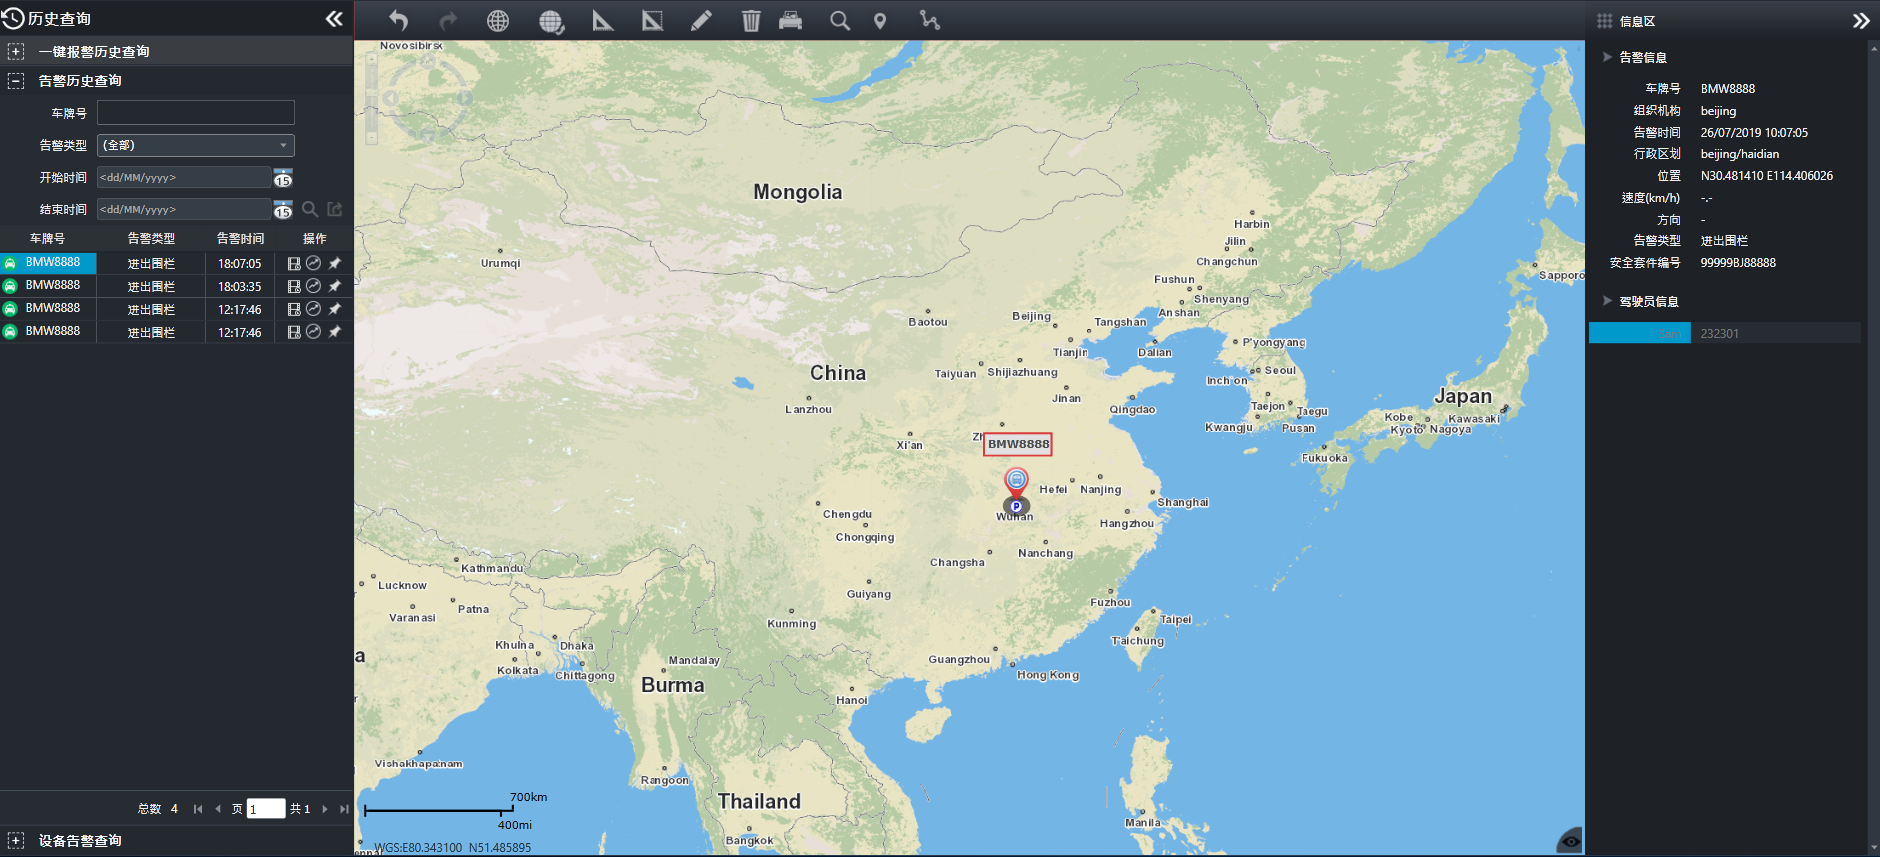 历史查询
一键报警历史查询
告警历史查询
车牌号
告警类型 (全部)
开始时间 <dd/MM/yyyy> 15
结束时间 <dd/MM/yyyy> 15
车牌号 告警类型 告警时间 操作
BMW8888 进出围栏 18:07:05
BMW8888 进出围栏 18:03:35
BMW8888 进出围栏 12:17:46
BMW8888 进出围栏 12:17:46
总数 4 页 1 共 1
设备告警查询
Novosibirsk
Mongolia
Harbin
Jilin
Changchun
Urumqi
Sapporo
Fushun
Shenyang
Anshan
Baotou
Beijing
Tangshan
P'yongyang
Tianjin
Dalian
China
Taiyuan
Shijiazhuang
Inch on
Seoul
Japan
Jinan
Lanzhou
Qingdao
Taejon
Taegu
Kobe
Kawasaki
Kwangju
Pusan
Kyoto
Nagoya
Xi'an
Zh
BMW8888
Fukuoka
Hefei
Nanjing
Shanghai
P
Wuhan
Chengdu
Hangzhou
Chongqing
Nanchang
Changsha
Kathmandu
Lucknow
Guiyang
Fuzhou
Patna
Varanasi
Taipei
Kunming
T'aichung
Khulna
Dhaka
Guangzhou
a
Mandalay
Kolkata
Chittagong
Hong Kong
Burma
Hanoi
Vishakhapatnam
Rangoon
700km
Thailand
400mi
Manila
Bangkok
WGS:E80.343100 N51.485895
信息区
告警信息
车牌号 BMW8888
组织机构 beijing
告警时间 26/07/2019 10:07:05
行政区划 beijing/haidian
位置 N30.481410 E114.406026
速度(km/h) -.-
方向 -
告警类型 进出围栏
安全套件编号 99999BJ88888
驾驶员信息
232301